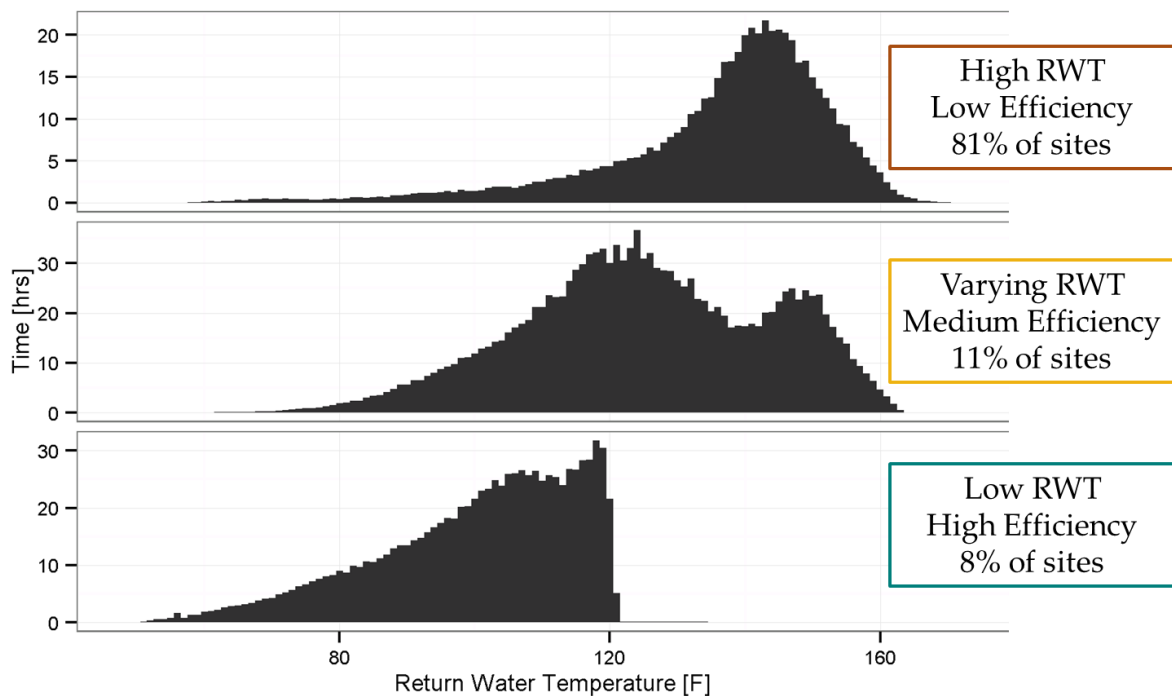 20
15
10
5
0
High RWT
Low Efficiency
81% of sites
30
20
10
0
Varying RWT
Medium Efficiency
11% of sites
30
20
10
0
Low RWT
High Efficiency
8% of sites
Time [hrs]
80 120 160
Return Water Temperature [F]